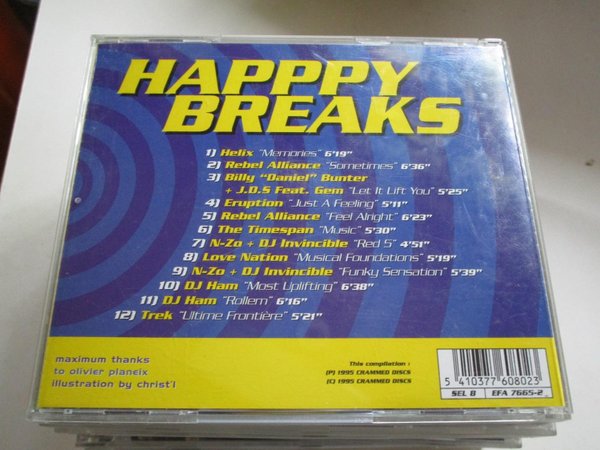 HAPPPY
BREAKS
1) Helix "Memories" 6'19"
2) Rebel Alliance "Sometimes" 6'36"
3) Billy "Daniel" Bunter
+ J.D.S Feat. Gem "Let It Lift You" 5'25"
4) Eruption "Just A Feeling" 5'11"
5) Rebel Alliance "Feel Alright" 6'23"
6) The Timespan "Music" 5'30"
7) N-Zo + DJ Invincible "Red 5" 4'51"
8) Love Nation "Musical Foundations" 5'19"
9) N-Zo + DJ Invincible "Funky Sensation" 5'39"
10) DJ Ham "Most Uplifting" 6'38"
11) DJ Ham "Rollem" 6'16"
12) Trek "Ultime Frontière" 5'21"
maximum thanks
to olivier planeix
illustration by christ'l
This compilation :
(P) 1995 CRAMMED DISCS
(C) 1995 CRAMMED DISCS
5 410377 608023
SEL 8 EFA 7665-2